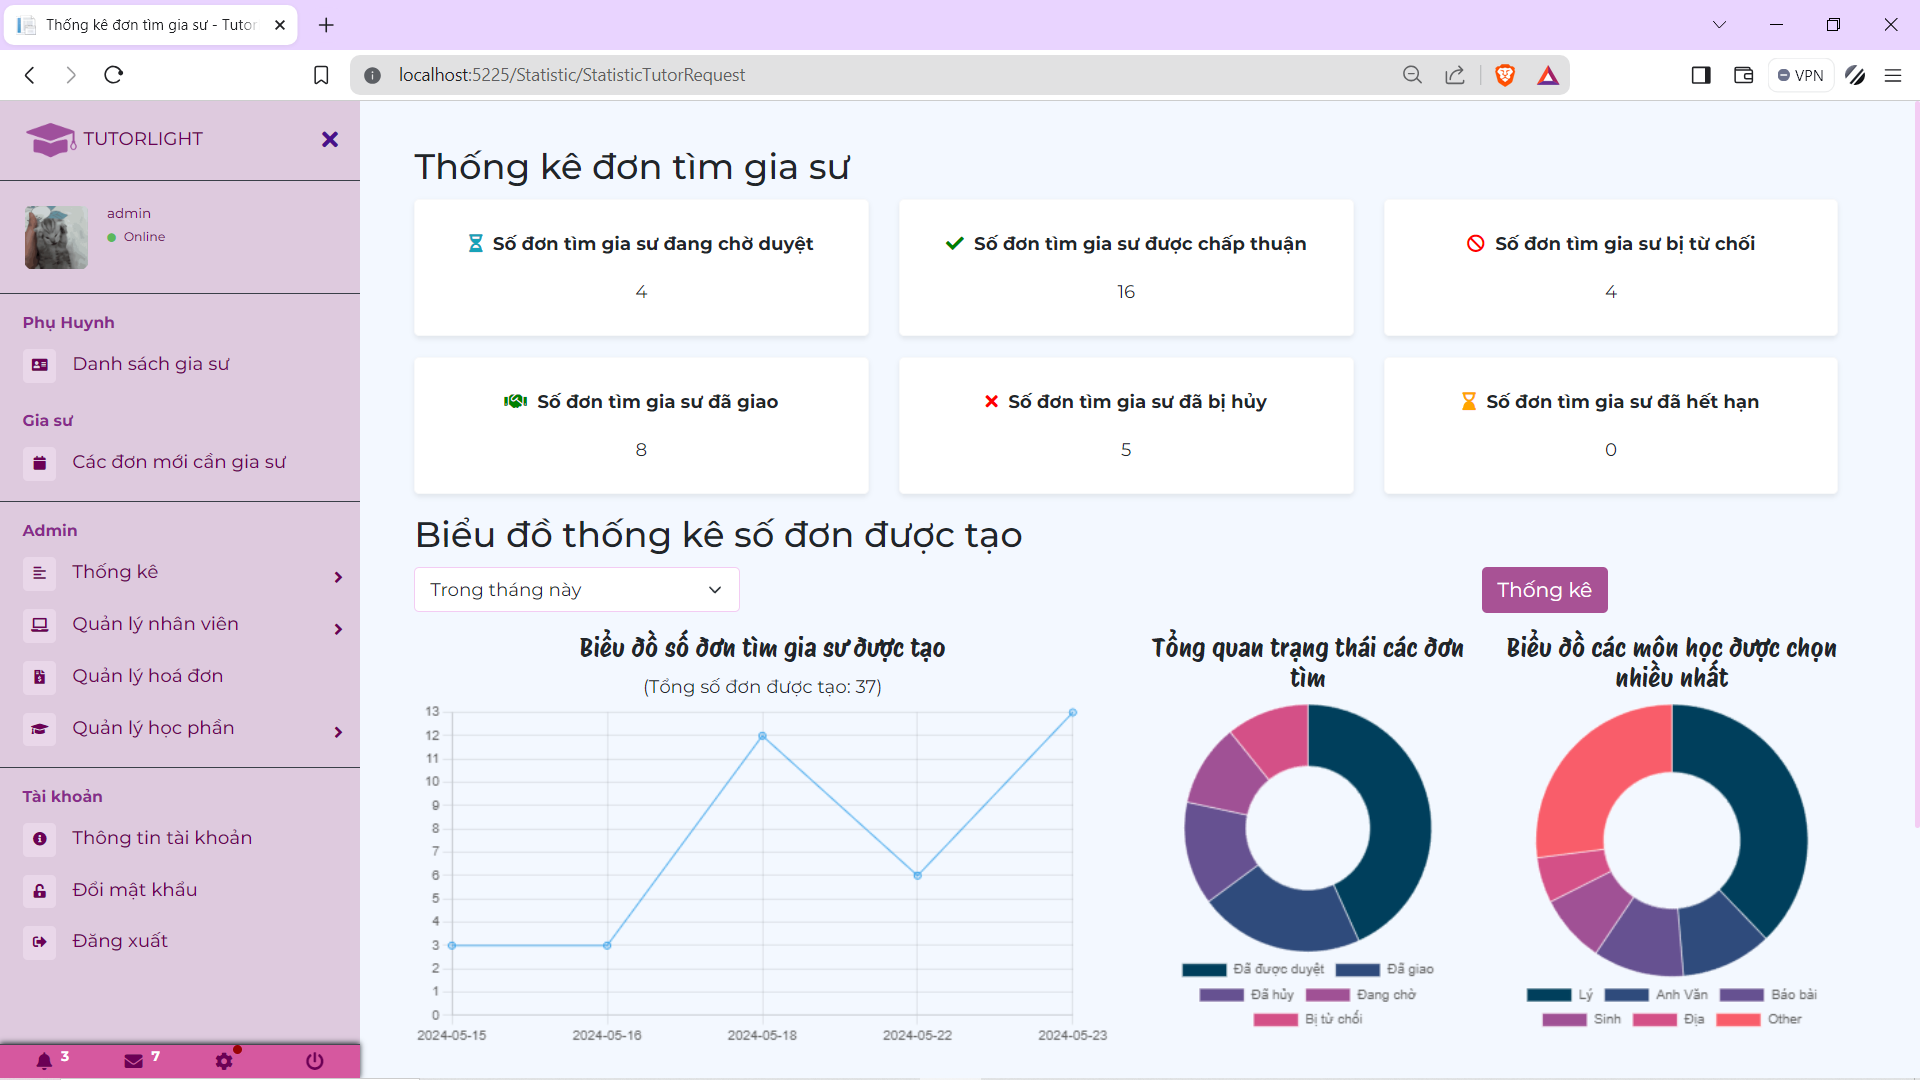 Thống kê đơn tìm gia sư - Tutor
localhost:5225/Statistic/StatisticTutorRequest
VPN
TUTORLIGHT
admin
Online
Phụ Huynh
Danh sách gia sư
Gia sư
Các đơn mới cần gia sư
Admin
Thống kê
Quản lý nhân viên
Quản lý hoá đơn
Quản lý học phần
Tài khoản
Thông tin tài khoản
Đổi mật khẩu
Đăng xuất
3
7
Thống kê đơn tìm gia sư
Số đơn tìm gia sư đang chờ duyệt
4
Số đơn tìm gia sư được chấp thuận
16
Số đơn tìm gia sư bị từ chối
4
Số đơn tìm gia sư đã giao
8
Số đơn tìm gia sư đã bị hủy
5
Số đơn tìm gia sư đã hết hạn
0
Biểu đồ thống kê số đơn được tạo
Trong tháng này
Thống kê
Biểu đồ số đơn tìm gia sư được tạo
(Tổng số đơn được tạo: 37)
13
12
11
10
9
8
7
6
5
4
3
2
1
0
2024-05-15 2024-05-16 2024-05-18 2024-05-22 2024-05-23
Tổng quan trạng thái các đơn
tìm
Đã được duyệt Đã giao
Đã hủy Đang chờ
Bị từ chối
Biểu đồ các môn học được chọn
nhiều nhất
Lý Anh Văn Báo bài
Sinh Địa Other